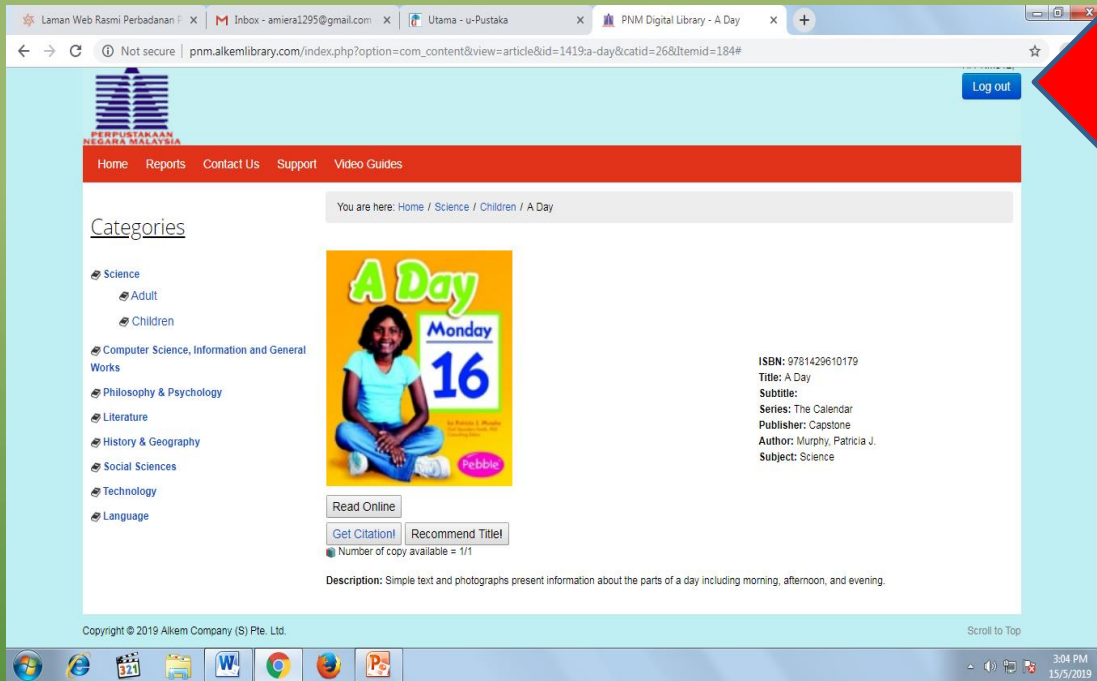 Laman Web Rasmi Perbadanan P
Inbox - amiera1295@gmail.com
Utama - u-Pustaka
PNM Digital Library - A Day
Not secure | pnm.alkemlibrary.com/index.php?option=com_content&view=article&id=1419:a-day&catid=26&Itemid=184#
Log out
PERPUSTAKAAN
NEGARA MALAYSIA
Home Reports Contact Us Support Video Guides
You are here: Home / Science / Children / A Day
Categories
Science
Adult
Children
Computer Science, Information and General
Works
Philosophy & Psychology
Literature
History & Geography
Social Sciences
Technology
Language
A Day
Monday
16
by Patricia J. Murphy
Pebble
ISBN: 9781429610179
Title: A Day
Subtitle:
Series: The Calendar
Publisher: Capstone
Author: Murphy, Patricia J.
Subject: Science
Read Online
Get Citation! Recommend Title!
Number of copy available = 1/1
Description: Simple text and photographs present information about the parts of a day including morning, afternoon, and evening.
Copyright © 2019 Alkem Company (S) Pte. Ltd.
Scroll to Top
321
3:04 PM
15/5/2019